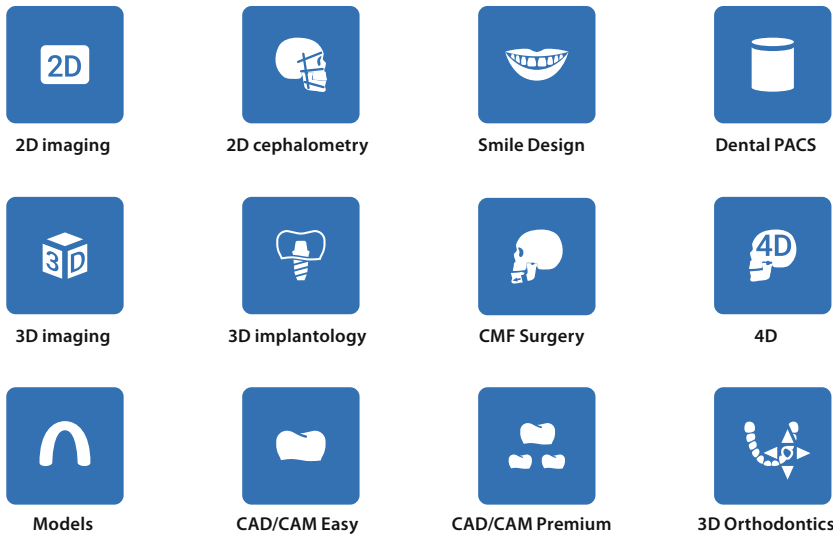 2D
2D imaging
2D cephalometry
Smile Design
Dental PACS
3 D
3D imaging
3D implantology
CMF Surgery
4D
4D
Models
CAD/CAM Easy
CAD/CAM Premium
3D Orthodontics